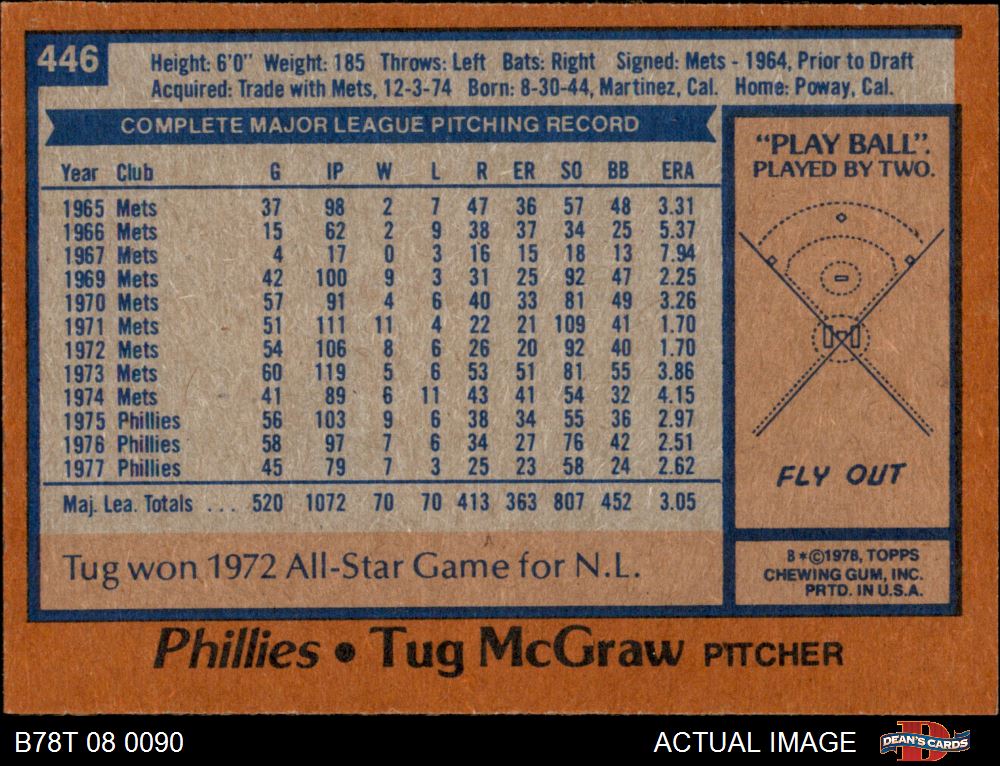 446
Height: 6'0" Weight: 185 Throws: Left Bats: Right Signed: Mets - 1964, Prior to Draft
Acquired: Trade with Mets, 12-3-74 Born: 8-30-44, Martinez, Cal. Home: Poway, Cal.
COMPLETE MAJOR LEAGUE PITCHING RECORD
Year Club G IP W L R ER SO BB ERA
1965 Mets 37 98 2 7 47 36 57 48 3.31
1966 Mets 15 62 2 9 38 37 34 25 5.37
1967 Mets 4 17 0 3 16 15 18 13 7.94
1969 Mets 42 100 9 3 31 25 92 47 2.25
1970 Mets 57 91 4 6 40 33 81 49 3.26
1971 Mets 51 111 11 4 22 21 109 41 1.70
1972 Mets 54 106 8 6 26 20 92 40 1.70
1973 Mets 60 119 5 6 53 51 81 55 3.86
1974 Mets 41 89 6 11 43 41 54 32 4.15
1975 Phillies 56 103 9 6 38 34 55 36 2.97
1976 Phillies 58 97 7 6 34 27 76 42 2.51
1977 Phillies 45 79 7 3 25 23 58 24 2.62
Maj. Lea. Totals ... 520 1072 70 70 413 363 807 452 3.05
Tug won 1972 All-Star Game for N.L.
"PLAY BALL".
PLAYED BY TWO.
FLY OUT
8*©1978, TOPPS
CHEWING GUM, INC.
PRTD. IN U.S.A.
Phillies • Tug McGraw PITCHER
B78T 08 0090
ACTUAL IMAGE
DEAN'S CARDS